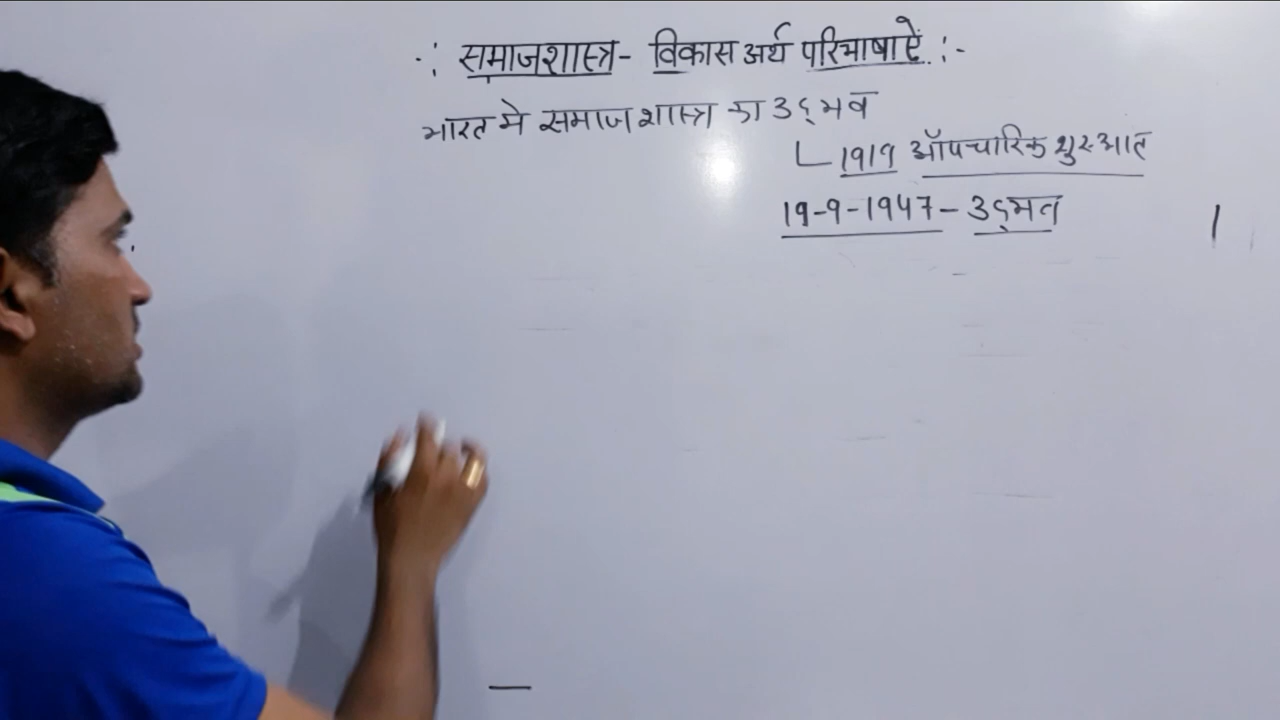 ·: समाजशास्त्र- विकास अर्थ परिभाषाऐं :-
भारत मे समाजशास्त्र का उद्भव
1919 ऑपचारिक शुरुआत
19-9-1947- उद्भव